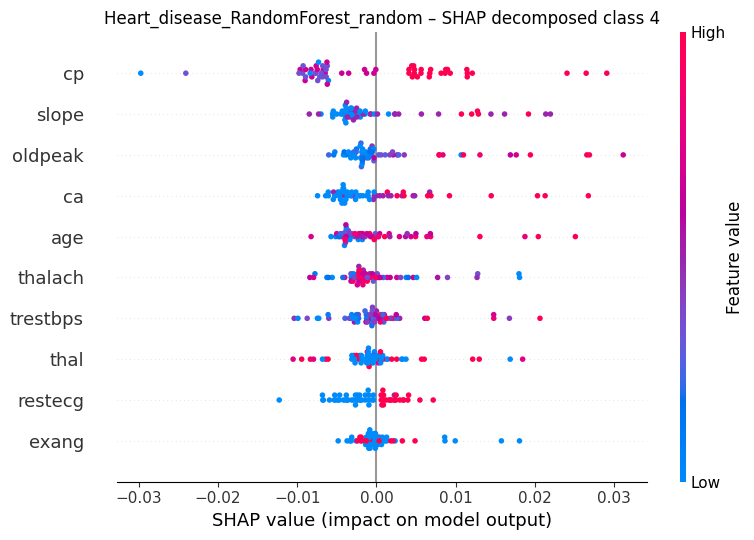 Heart_disease_RandomForest_random – SHAP decomposed class 4
High
cp
slope
oldpeak
ca
age
thalach
trestbps
thal
restecg
exang
Feature value
Low
−0.03 −0.02 −0.01 0.00 0.01 0.02 0.03
SHAP value (impact on model output)